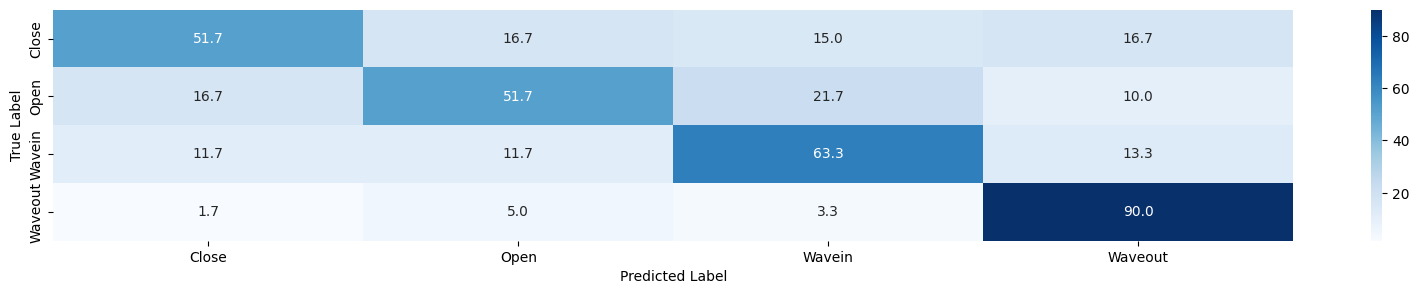 Close 51.7 16.7 15.0 16.7
Open 16.7 51.7 21.7 10.0
Wavein 11.7 11.7 63.3 13.3
Waveout 1.7 5.0 3.3 90.0
True Label
Close Open Wavein Waveout
Predicted Label
80
60
40
20